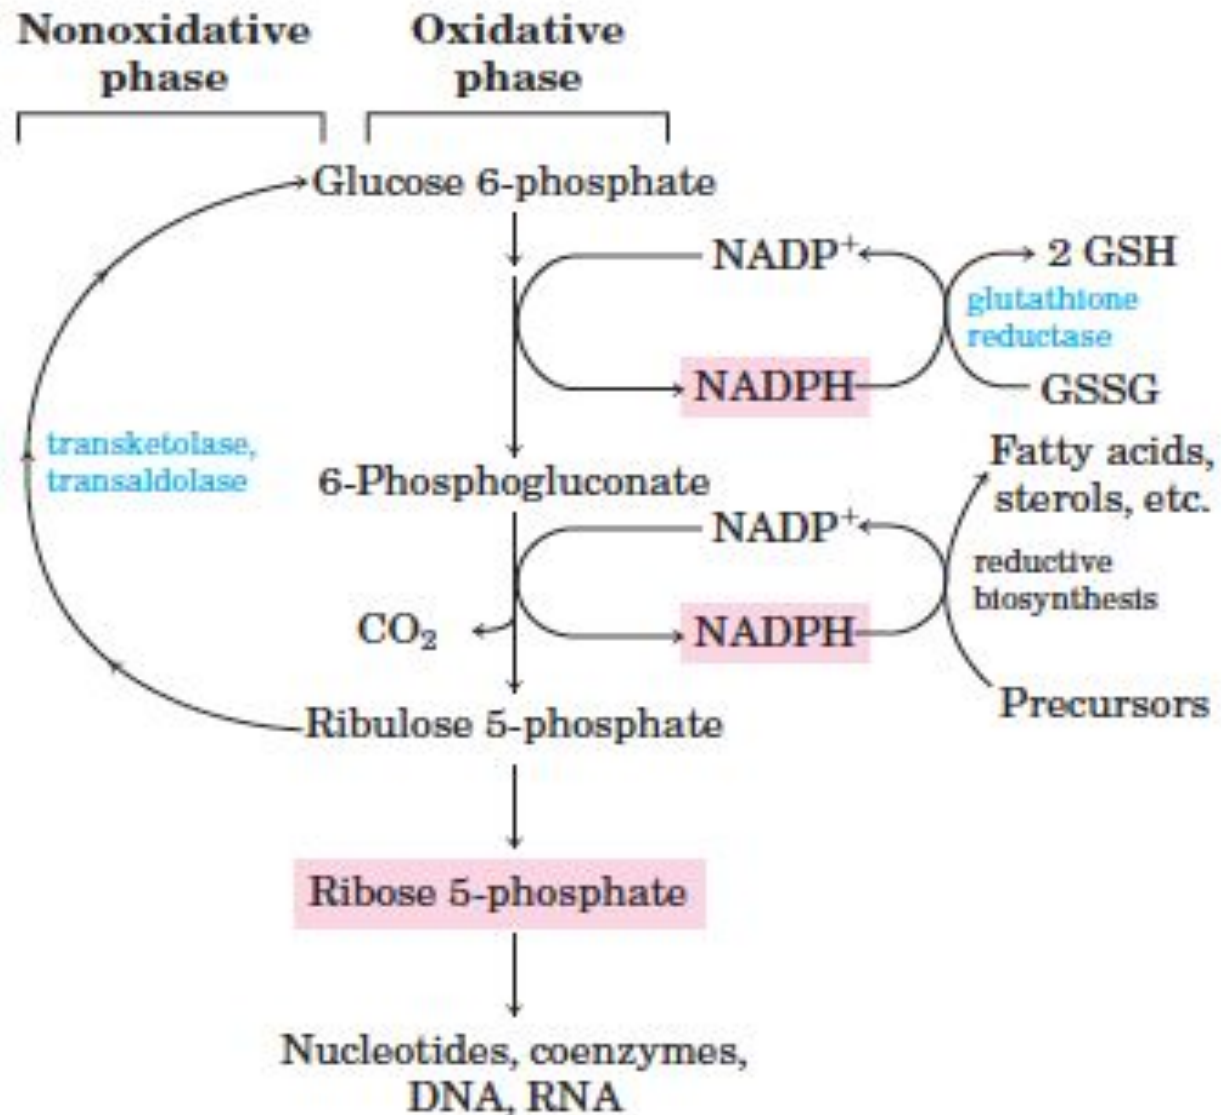 Nonoxidative
phase
Oxidative
phase
Glucose 6-phosphate
NADP+
2 GSH
glutathione
reductase
NADPH
GSSG
transketolase,
transaldolase
6-Phosphogluconate
Fatty acids,
sterols, etc.
NADP+
reductive
biosynthesis
CO2
NADPH
Precursors
Ribulose 5-phosphate
Ribose 5-phosphate
Nucleotides, coenzymes,
DNA, RNA